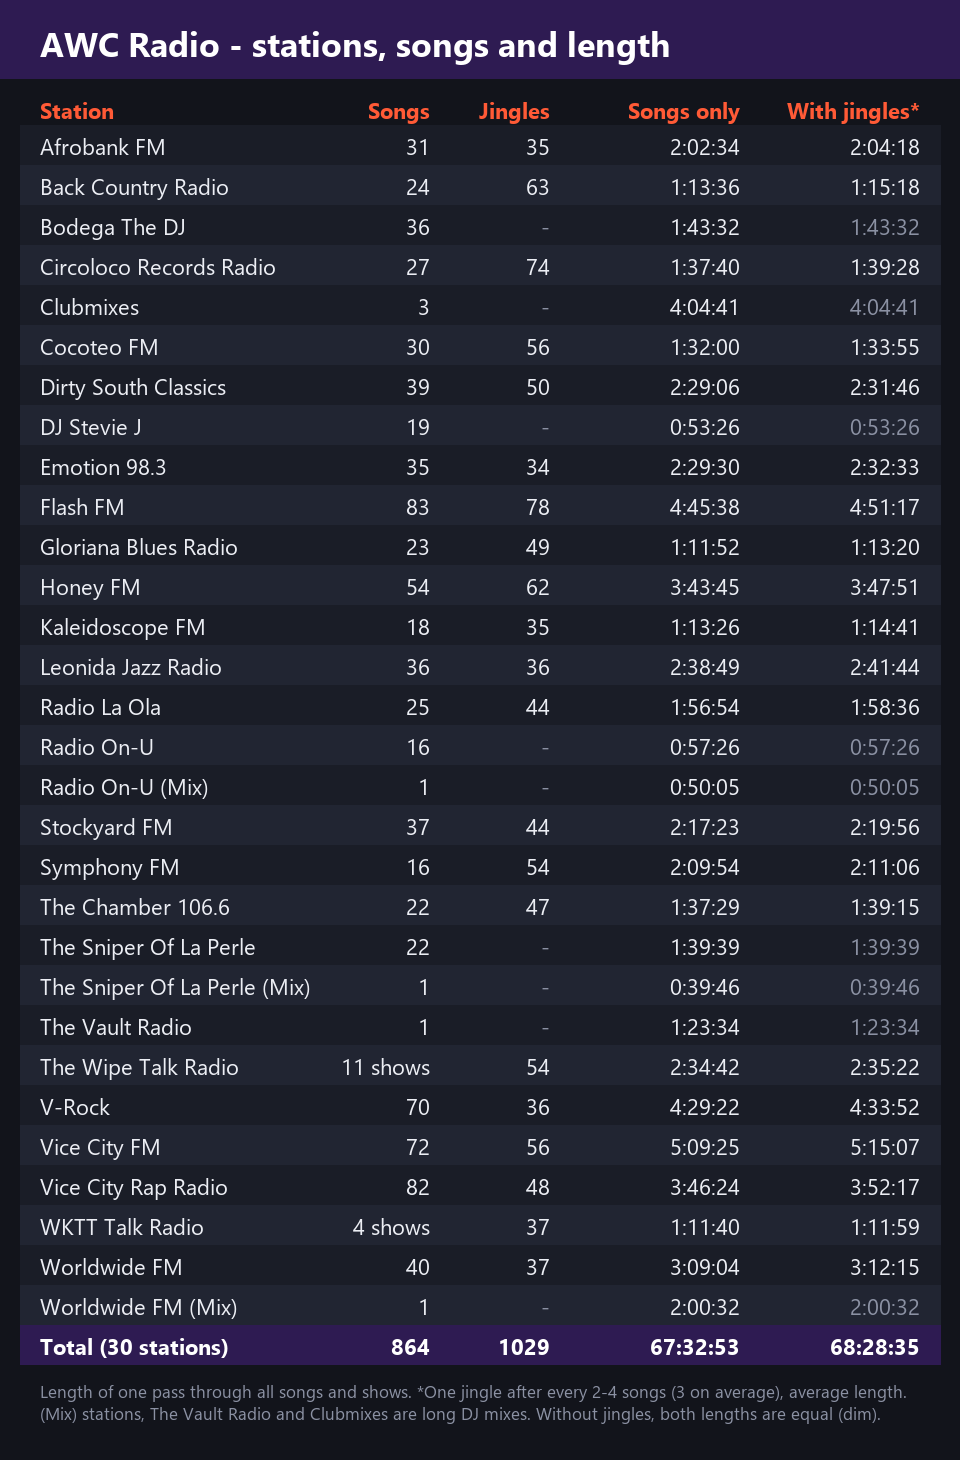 AWC Radio - stations, songs and length
Station Songs Jingles Songs only With jingles*
Afrobank FM 31 35 2:02:34 2:04:18
Back Country Radio 24 63 1:13:36 1:15:18
Bodega The DJ 36 - 1:43:32 1:43:32
Circoloco Records Radio 27 74 1:37:40 1:39:28
Clubmixes 3 - 4:04:41 4:04:41
Cocoteo FM 30 56 1:32:00 1:33:55
Dirty South Classics 39 50 2:29:06 2:31:46
DJ Stevie J 19 - 0:53:26 0:53:26
Emotion 98.3 35 34 2:29:30 2:32:33
Flash FM 83 78 4:45:38 4:51:17
Gloriana Blues Radio 23 49 1:11:52 1:13:20
Honey FM 54 62 3:43:45 3:47:51
Kaleidoscope FM 18 35 1:13:26 1:14:41
Leonida Jazz Radio 36 36 2:38:49 2:41:44
Radio La Ola 25 44 1:56:54 1:58:36
Radio On-U 16 - 0:57:26 0:57:26
Radio On-U (Mix) 1 - 0:50:05 0:50:05
Stockyard FM 37 44 2:17:23 2:19:56
Symphony FM 16 54 2:09:54 2:11:06
The Chamber 106.6 22 47 1:37:29 1:39:15
The Sniper Of La Perle 22 - 1:39:39 1:39:39
The Sniper Of La Perle (Mix) 1 - 0:39:46 0:39:46
The Vault Radio 1 - 1:23:34 1:23:34
The Wipe Talk Radio 11 shows 54 2:34:42 2:35:22
V-Rock 70 36 4:29:22 4:33:52
Vice City FM 72 56 5:09:25 5:15:07
Vice City Rap Radio 82 48 3:46:24 3:52:17
WKTT Talk Radio 4 shows 37 1:11:40 1:11:59
Worldwide FM 40 37 3:09:04 3:12:15
Worldwide FM (Mix) 1 - 2:00:32 2:00:32
Total (30 stations) 864 1029 67:32:53 68:28:35
Length of one pass through all songs and shows. *One jingle after every 2-4 songs (3 on average), average length.
(Mix) stations, The Vault Radio and Clubmixes are long DJ mixes. Without jingles, both lengths are equal (dim).